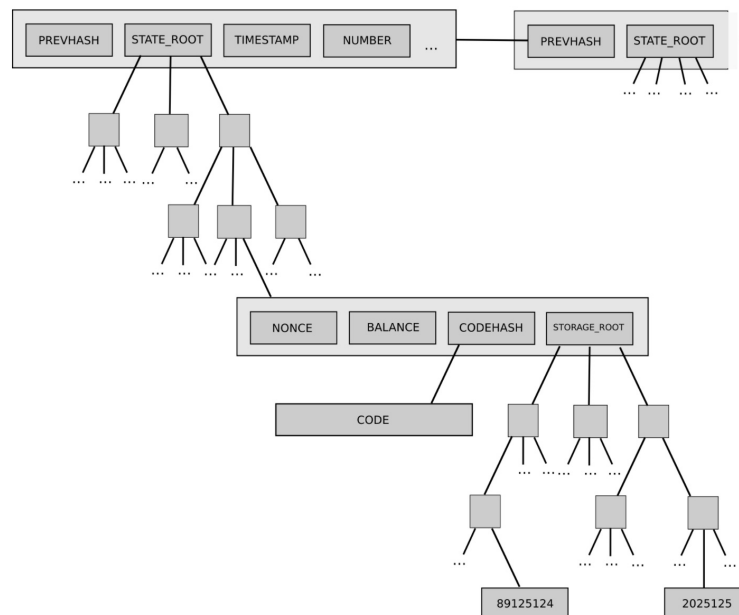 PREVHASH STATE_ROOT TIMESTAMP NUMBER ... PREVHASH STATE_ROOT
... ... ... ...
... ... ... ... ...
... ... ... ... ... ... ...
NONCE BALANCE CODEHASH STORAGE_ROOT
CODE
... ... ... ... ... ...
... ... ... ... ... ...
89125124 2025125